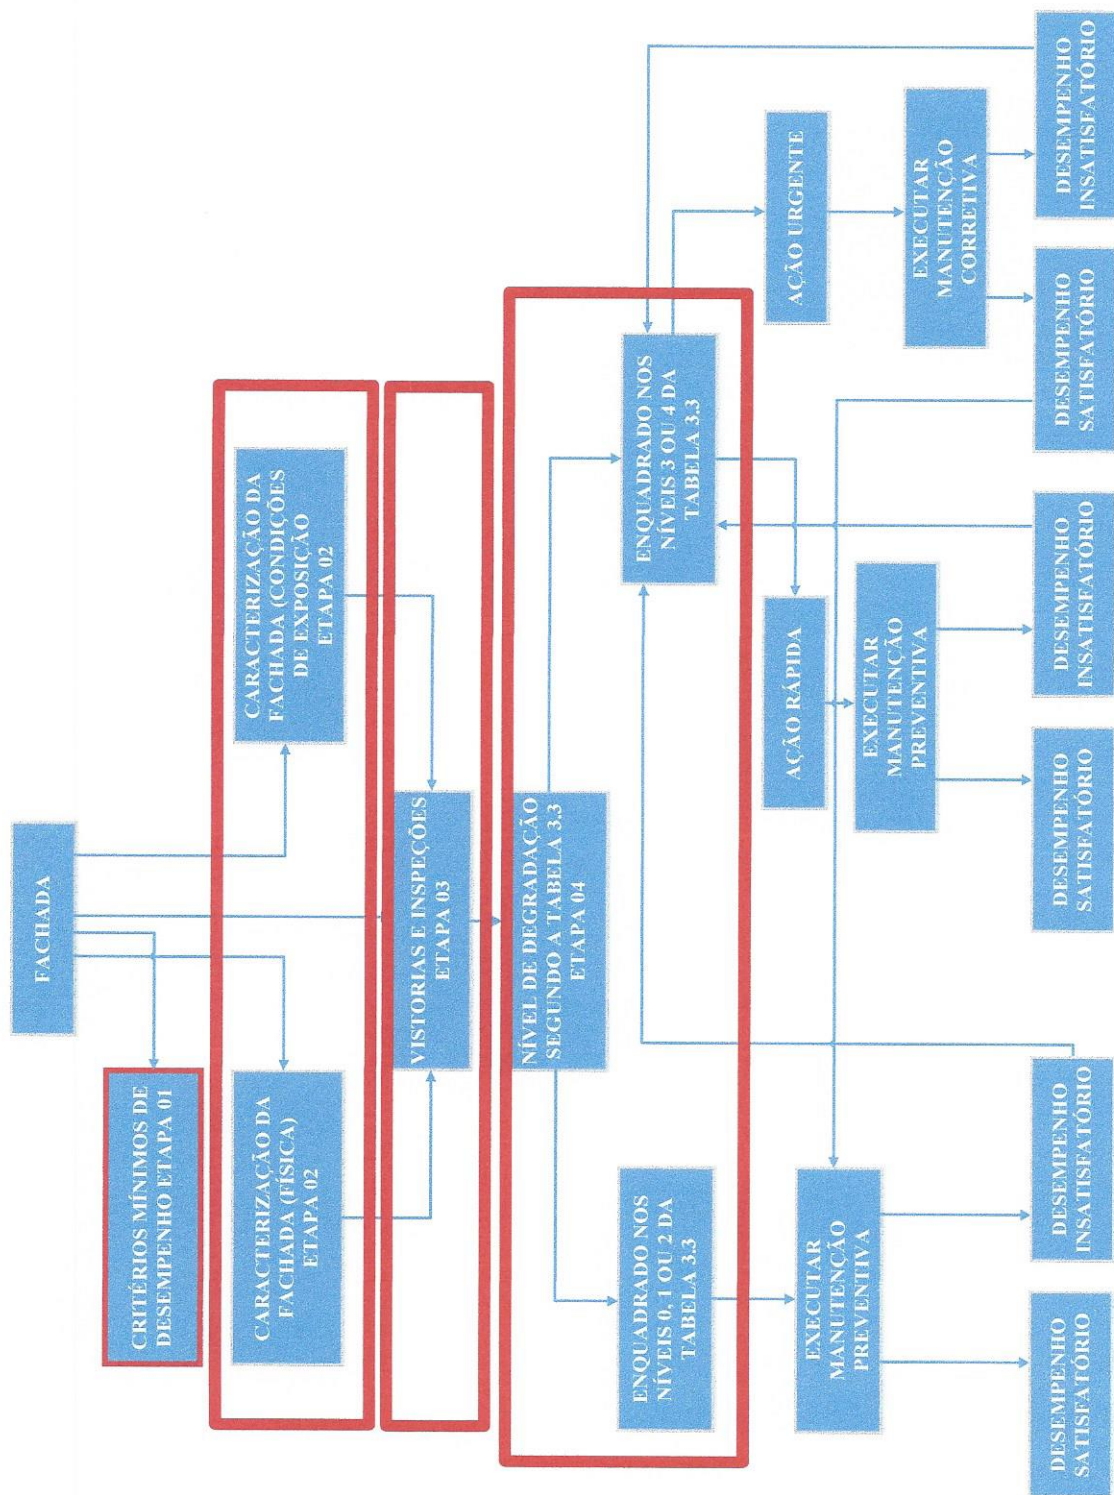 FACHADA
CRITÉRIOS MÍNIMOS DE
DESEMPENHO ETAPA 01
CARACTERIZAÇÃO DA
FACHADA (FÍSICA)
ETAPA 02
CARACTERIZAÇÃO DA
FACHADA (CONDIÇÕES
DE EXPOSIÇÃO
ETAPA 02
VISTORIAS E INSPEÇÕES
ETAPA 03
NÍVEL DE DEGRADAÇÃO
SEGUNDO A TABELA 3.3
ETAPA 04
ENQUADRADO NOS
NÍVEIS 0, 1 OU 2 DA
TABELA 3.3
ENQUADRADO NOS
NÍVEIS 3 OU 4 DA
TABELA 3.3
EXECUTAR
MANUTENÇÃO
PREVENTIVA
AÇÃO RÁPIDA
AÇÃO URGENTE
EXECUTAR
MANUTENÇÃO
PREVENTIVA
EXECUTAR
MANUTENÇÃO
CORRETIVA
DESEMPENHO
SATISFATÓRIO
DESEMPENHO
INSATISFATÓRIO
DESEMPENHO
SATISFATÓRIO
DESEMPENHO
INSATISFATÓRIO
DESEMPENHO
SATISFATÓRIO
DESEMPENHO
INSATISFATÓRIO